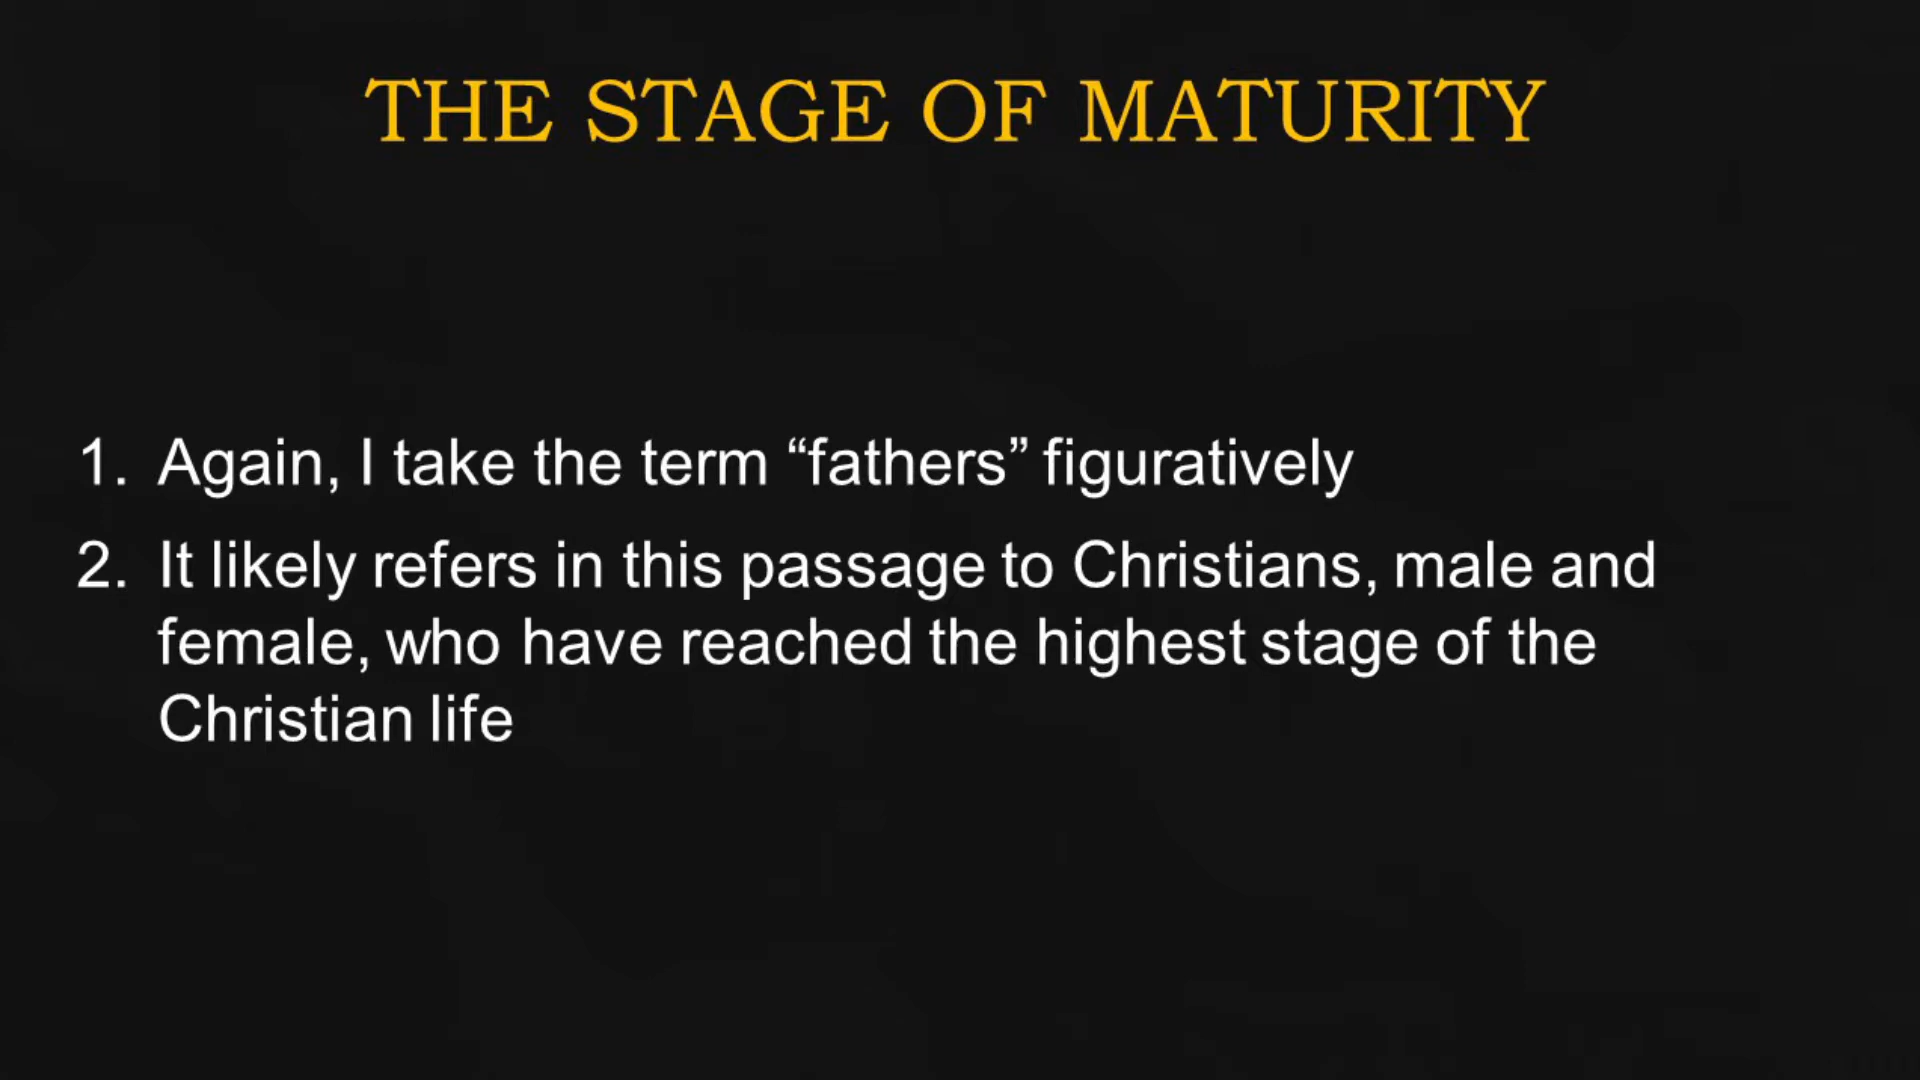 THE STAGE OF MATURITY
1. Again, I take the term “fathers” figuratively
2. It likely refers in this passage to Christians, male and
female, who have reached the highest stage of the
Christian life